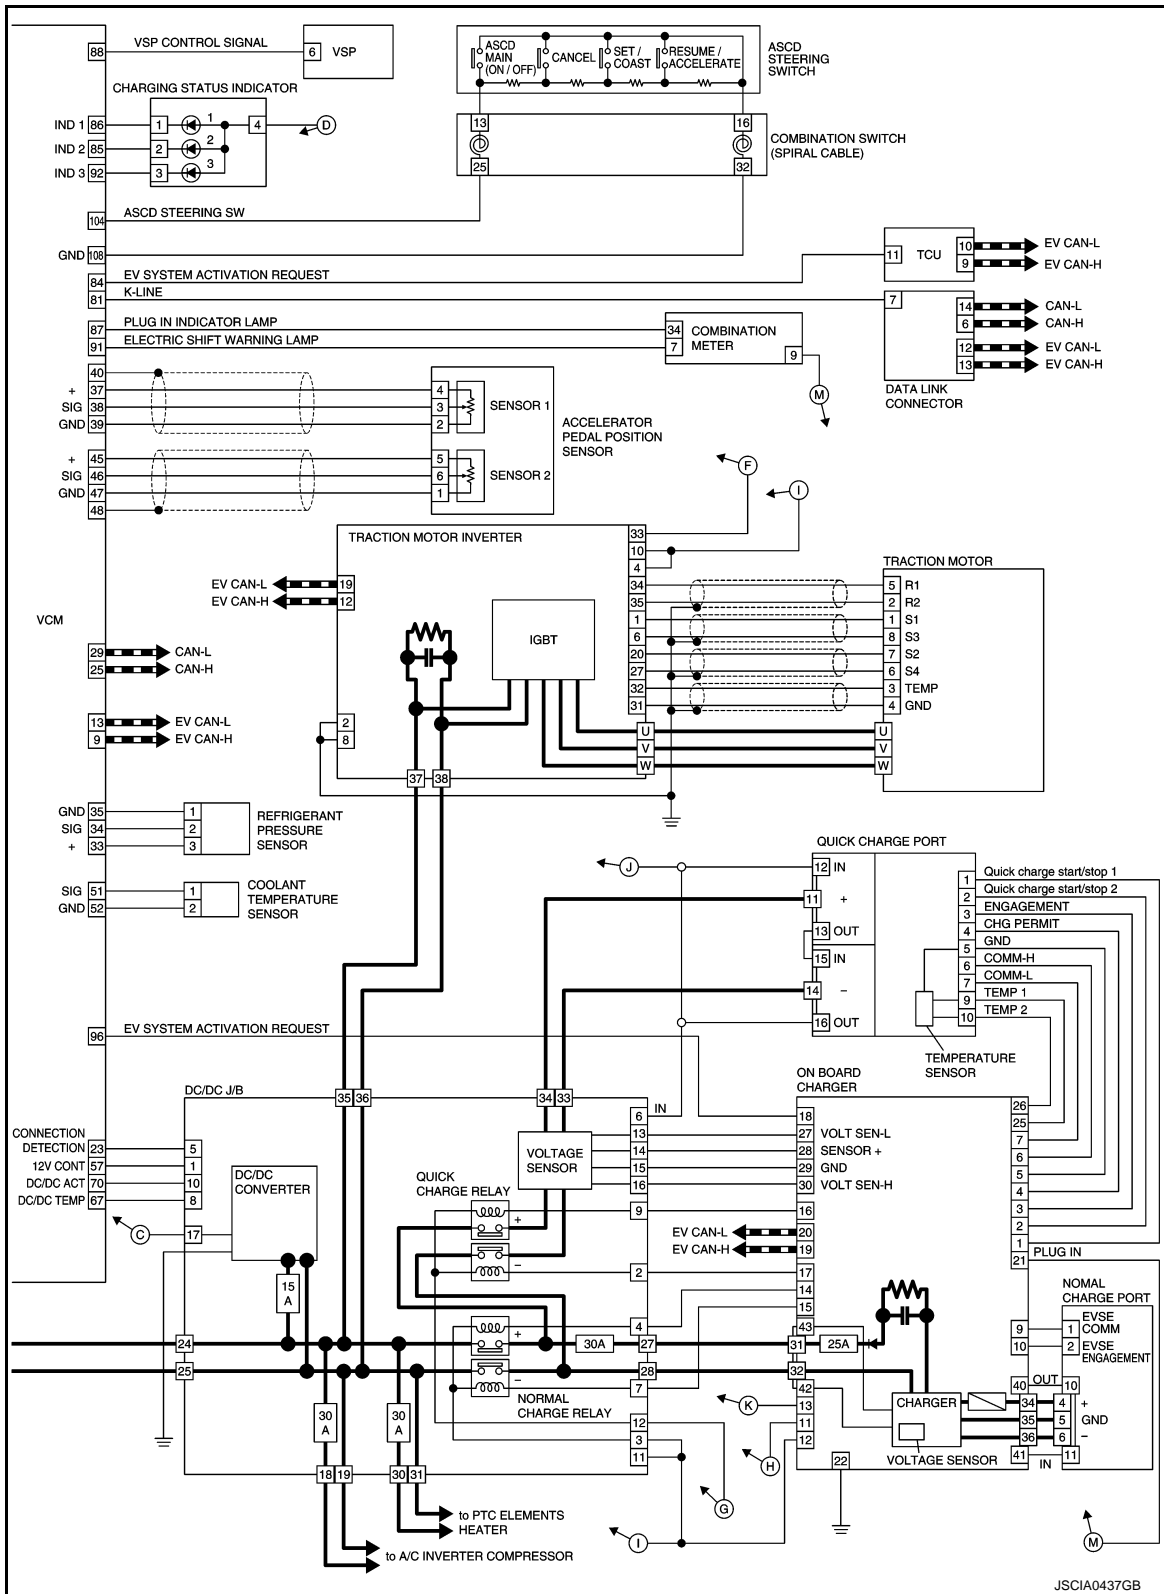 88 VSP CONTROL SIGNAL 6 VSP
CHARGING STATUS INDICATOR
IND 1 86 1 1 4 D
IND 2 85 2 2
IND 3 92 3 3
ASCD
MAIN
(ON / OFF)
CANCEL
SET /
COAST
RESUME /
ACCELERATE
ASCD
STEERING
SWITCH
13 16
COMBINATION SWITCH
(SPIRAL CABLE)
25 32
104 ASCD STEERING SW
GND 108
84 EV SYSTEM ACTIVATION REQUEST
81 K-LINE
11 TCU 10 EV CAN-L
9 EV CAN-H
7 14 CAN-L
6 CAN-H
12 EV CAN-L
13 EV CAN-H
DATA LINK
CONNECTOR
87 PLUG IN INDICATOR LAMP 34
91 ELECTRIC SHIFT WARNING LAMP 7
COMBINATION
METER
9
M
40
+ 37 4
SIG 38 3 SENSOR 1
GND 39 2
ACCELERATOR
PEDAL POSITION
SENSOR
+ 45 5
SIG 46 6 SENSOR 2
GND 47 1
48
F
I
TRACTION MOTOR INVERTER
33
10
4
EV CAN-L 19
EV CAN-H 12
IGBT
TRACTION MOTOR
34 5 R1
35 2 R2
1 1 S1
6 8 S3
20 7 S2
27 6 S4
32 3 TEMP
31 4 GND
U U
V V
W W
2
8
37 38
VCM
29 CAN-L
25 CAN-H
13 EV CAN-L
9 EV CAN-H
GND 35 1
SIG 34 2
+ 33 3
REFRIGERANT
PRESSURE
SENSOR
SIG 51 1
GND 52 2
COOLANT
TEMPERATURE
SENSOR
QUICK CHARGE PORT
J
12 IN
11 +
13 OUT
15 IN
14 −
16 OUT
1 Quick charge start/stop 1
2 Quick charge start/stop 2
3 ENGAGEMENT
4 CHG PERMIT
5 GND
6 COMM-H
7 COMM-L
9 TEMP 1
10 TEMP 2
TEMPERATURE
SENSOR
96 EV SYSTEM ACTIVATION REQUEST
DC/DC J/B
35 36 34 33
6 IN
13
14
15
16
VOLTAGE
SENSOR
ON BOARD
CHARGER
18
27 VOLT SEN-L
28 SENSOR +
29 GND
30 VOLT SEN-H
26
25
7
6
5
4
3
2
1
21 PLUG IN
CONNECTION
DETECTION 23 5
12V CONT 57 1
DC/DC ACT 70 10
DC/DC TEMP 67 8
C 17
DC/DC
CONVERTER
15
A
QUICK
CHARGE RELAY
+
−
9 16
EV CAN-L 20
EV CAN-H 19
2 17
14
15
4 43
+
−
24 30A 27 31 25A
25 28 32
7 42
NORMAL
CHARGE RELAY
12
3
11
K 13
11
12
H
G
I
22
30
A
30
A
18 19 30 31
to PTC ELEMENTS
HEATER
to A/C INVERTER COMPRESSOR
CHARGER
VOLTAGE SENSOR
NOMAL
CHARGE PORT
9 1 EVSE
COMM
10 2 EVSE
ENGAGEMENT
40 OUT 10
34 4 +
35 5 GND
36 6 −
41 IN 11
M
JSCIA0437GB